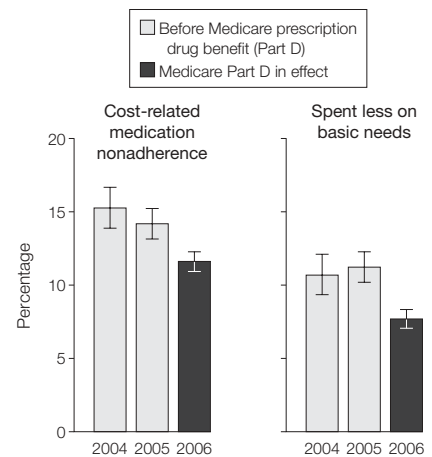 Before Medicare prescription
drug benefit (Part D)
Medicare Part D in effect
Cost-related
medication
nonadherence
Spent less on
basic needs
Percentage
20
15
10
5
0
2004 2005 2006
2004 2005 2006